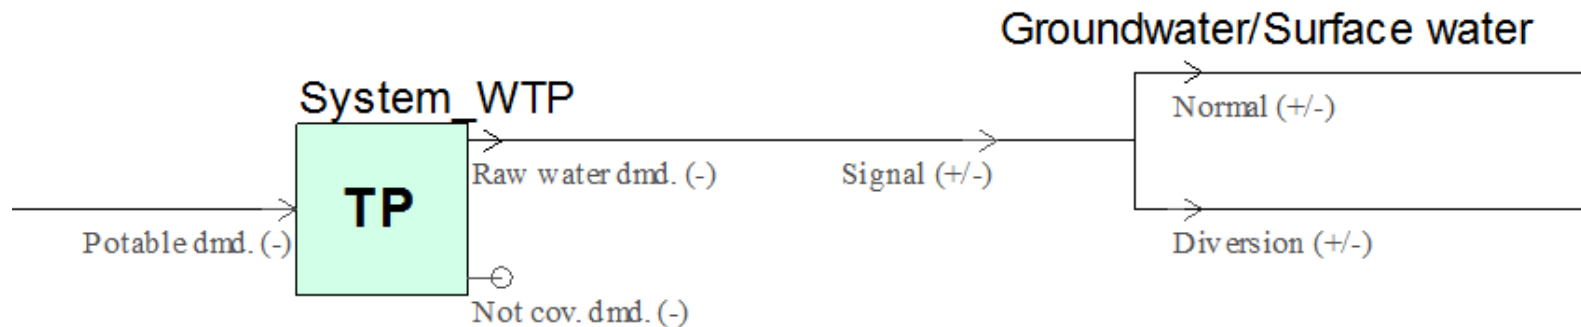 Groundwater/Surface water
System_WTP
Normal (+/-)
Raw water dmd. (-)
Signal (+/-)
TP
Potable dmd. (-)
Diversion (+/-)
Not cov. dmd. (-)